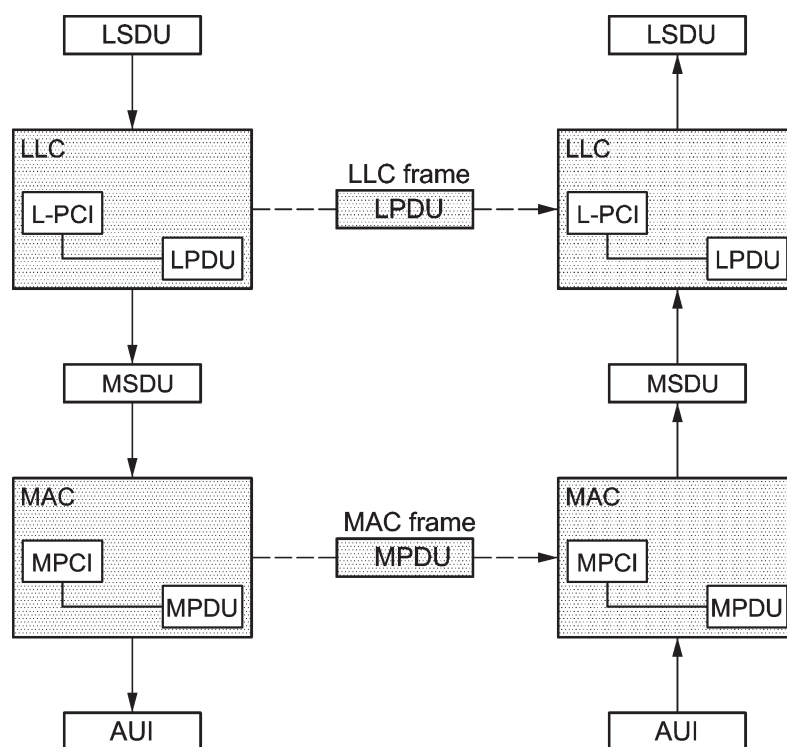 LSDU
LSDU
LLC
LLC
LLC frame
L-PCI
LPDU
L-PCI
LPDU
LPDU
MSDU
MSDU
MAC
MAC
MAC frame
MPCI
MPDU
MPCI
MPDU
MPDU
AUI
AUI